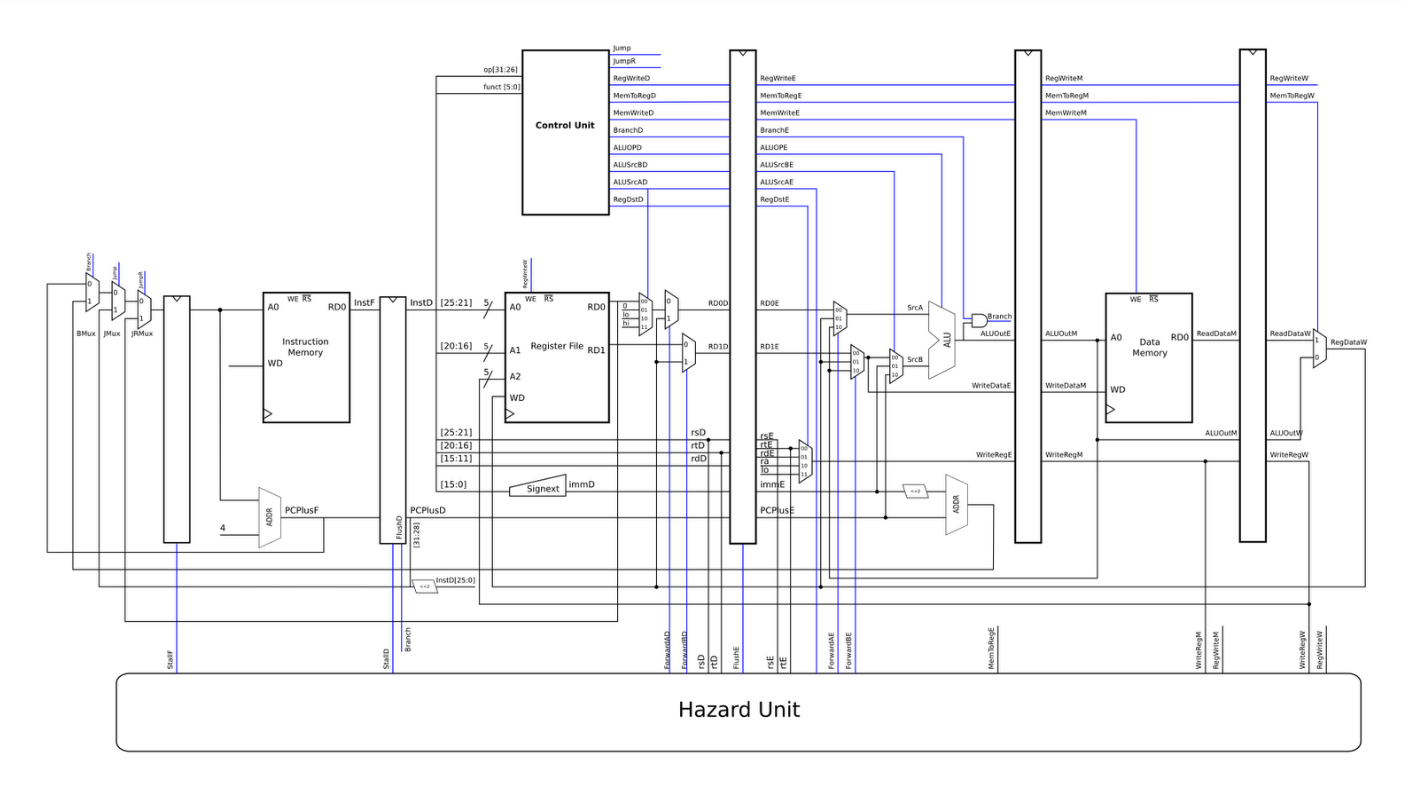 Jump
JumpR
op[31:26]
funct [5:0]
Control Unit
RegWriteD
MemToRegD
MemWriteD
BranchD
ALUOPD
ALUSrcBD
ALUSrcAD
RegDstD
RegWriteE
MemToRegE
MemWriteE
BranchE
ALUOPE
ALUSrcBE
ALUSrcAE
RegDstE
RegWriteM
MemToRegM
MemWriteM
RegWriteW
MemToRegW
Branch
Jump
JumpR
0
1
BMux
0
1
JMux
0
1
JRMux
WE RS
A0
RD0
Instruction
Memory
WD
InstF
InstD
[25:21]
5
[20:16]
5
5
RegWriteW
WE RS
A0
RD0
A1
Register File
RD1
A2
WD
0
lo
hi
00
01
10
11
0
1
0
1
RD0D
RD1D
RD0E
RD1E
00
01
10
00
01
10
00
01
10
SrcA
SrcB
ALU
Branch
ALUOutE
WriteDataE
ALUOutM
WriteDataM
WE RS
A0
RD0
Data
Memory
WD
ReadDataM
ReadDataW
1
0
RegDataW
ALUOutM
ALUOutW
[25:21]
[20:16]
[15:11]
[15:0]
rsD
rtD
rdD
Signext
immD
rsE
rtE
rdE
ra
lo
00
01
10
11
immE
PCPlusE
WriteRegE
WriteRegM
WriteRegW
<<2
ADDR
4
ADDR
PCPlusF
FlushD
PCPlusD
[31:28]
<<2
InstD[25:0]
StallF
StallD
Branch
ForwardAD
ForwardBD
rsD
rtD
FlushE
rsE
rtE
ForwardAE
ForwardBE
MemToRegE
WriteRegM
RegWriteM
WriteRegW
RegWriteW
Hazard Unit